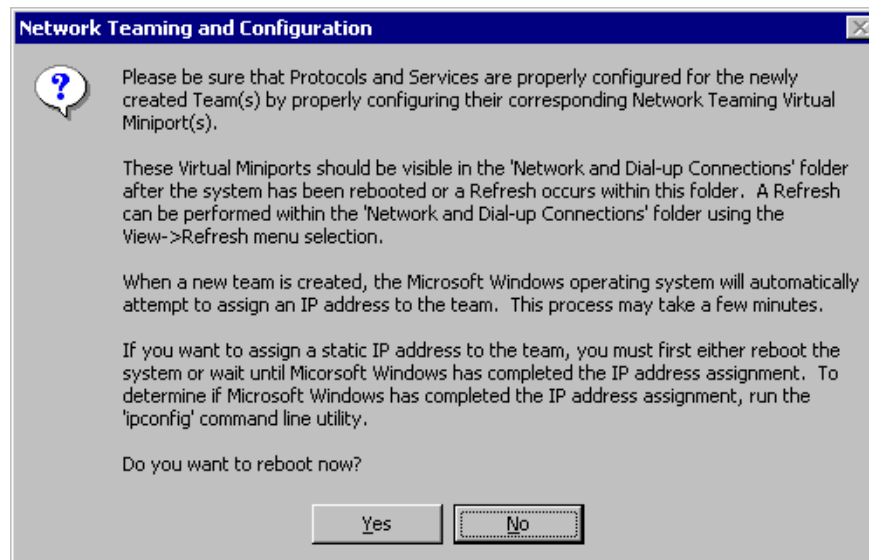 Network Teaming and Configuration
Please be sure that Protocols and Services are properly configured for the newly
created Team(s) by properly configuring their corresponding Network Teaming Virtual
Miniport(s).
These Virtual Miniports should be visible in the 'Network and Dial-up Connections' folder
after the system has been rebooted or a Refresh occurs within this folder.  A Refresh
can be performed within the 'Network and Dial-up Connections' folder using the
View->Refresh menu selection.
When a new team is created, the Microsoft Windows operating system will automatically
attempt to assign an IP address to the team.  This process may take a few minutes.
If you want to assign a static IP address to the team, you must first either reboot the
system or wait until Micorsoft Windows has completed the IP address assignment.  To
determine if Microsoft Windows has completed the IP address assignment, run the
'ipconfig' command line utility.
Do you want to reboot now?
Yes No